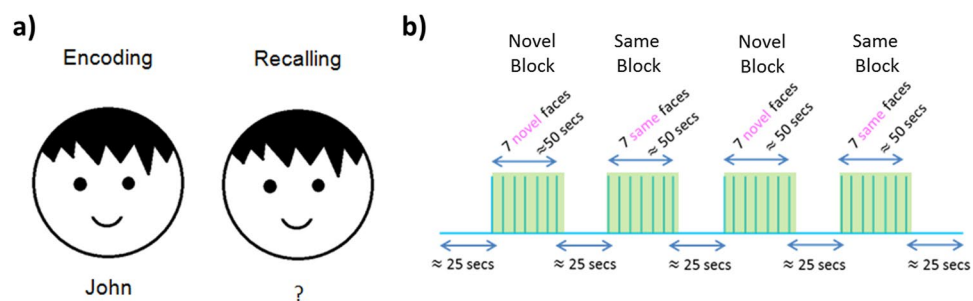 a)
Encoding
Recalling
John
?
b)
Novel
Block
Same
Block
Novel
Block
Same
Block
7 novel faces
≈ 50 secs
7 same faces
≈ 50 secs
7 novel faces
≈ 50 secs
7 same faces
≈ 50 secs
≈ 25 secs
≈ 25 secs
≈ 25 secs
≈ 25 secs
≈ 25 secs